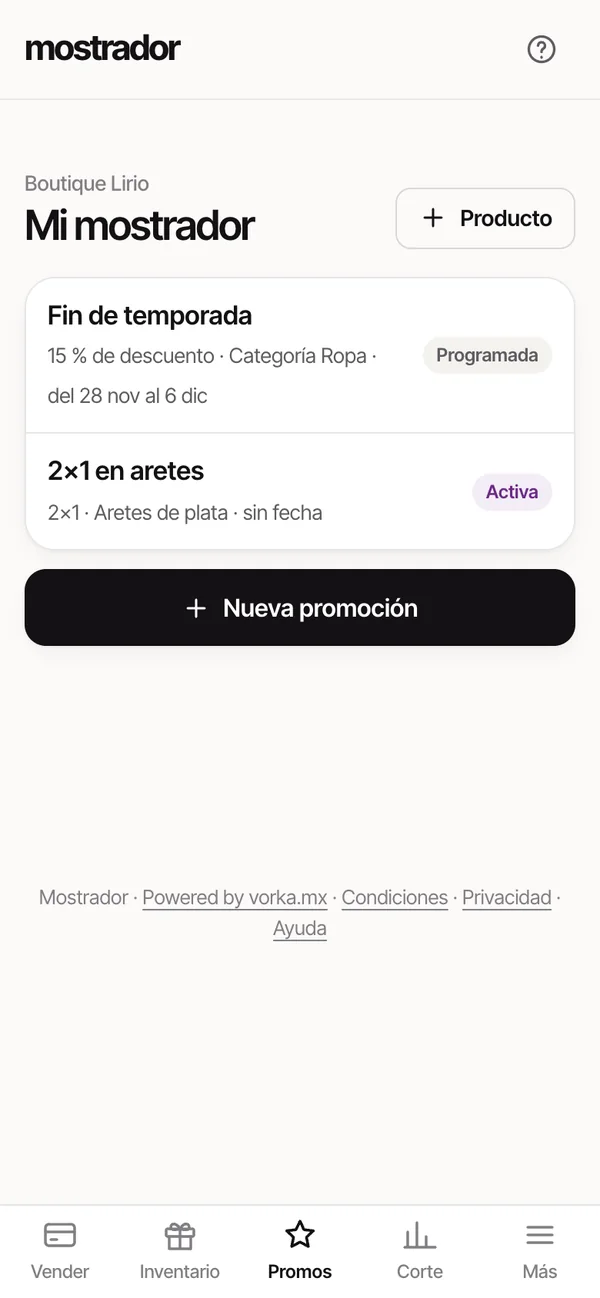 mostrador
Boutique Lirio
Mi mostrador
Producto
Fin de temporada
15 % de descuento · Categoría Ropa ·
del 28 nov al 6 dic
Programada
2×1 en aretes
2×1 · Aretes de plata · sin fecha
Activa
Nueva promoción
Mostrador · Powered by vorka.mx · Condiciones · Privacidad ·
Ayuda
Vender
Inventario
Promos
Corte
Más